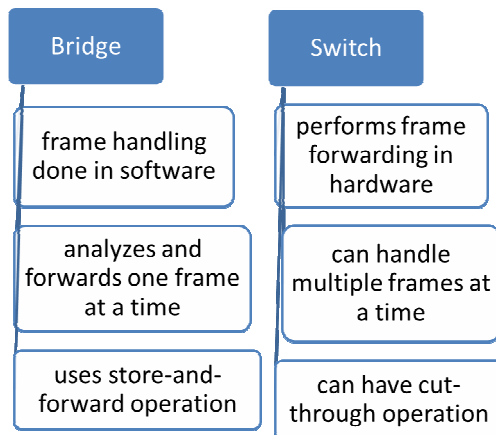 Bridge
frame handling
done in software
analyzes and
forwards one frame
at a time
uses store-and-
forward operation
Switch
performs frame
forwarding in
hardware
can handle
multiple frames at
a time
can have cut-
through operation